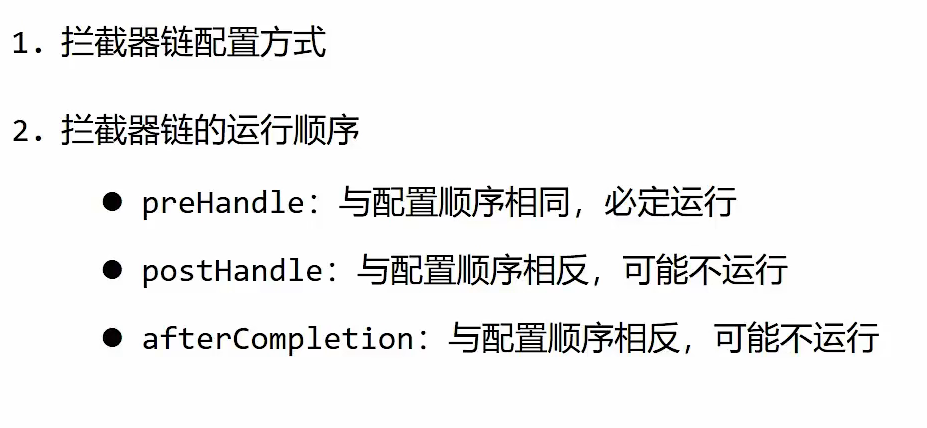 1. 拦截器链配置方式
2. 拦截器链的运行顺序
● preHandle：与配置顺序相同，必定运行
● postHandle：与配置顺序相反，可能不运行
● afterCompletion：与配置顺序相反，可能不运行